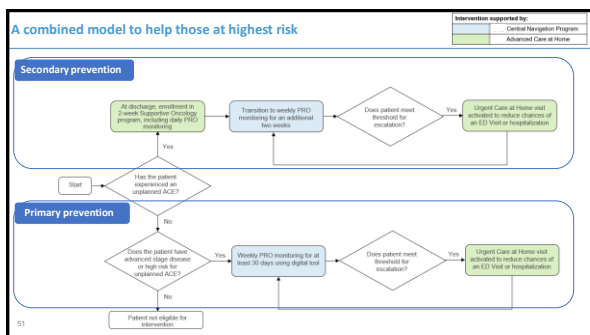 A combined model to help those at highest risk
Intervention supported by:
Central Navigation Program
Advanced Care at Home
Secondary prevention
At discharge, enrollment in
2-week Supportive Oncology
program, including daily PRO
monitoring
Transition to weekly PRO
monitoring for an additional
two weeks
Does patient meet
threshold for
escalation?
Yes
Urgent Care at Home visit
activated to reduce chances of
an ED Visit or hospitalization
Yes
Start
Has the patient
experienced an
unplanned ACE?
No
Primary prevention
Does the patient have
advanced stage disease
or high risk for
unplanned ACE?
Yes
Weekly PRO monitoring for at
least 30 days using digital tool
Does patient meet
threshold for
escalation?
Yes
Urgent Care at Home visit
activated to reduce chances of
an ED Visit or hospitalization
No
Patient not eligible for
intervention
51